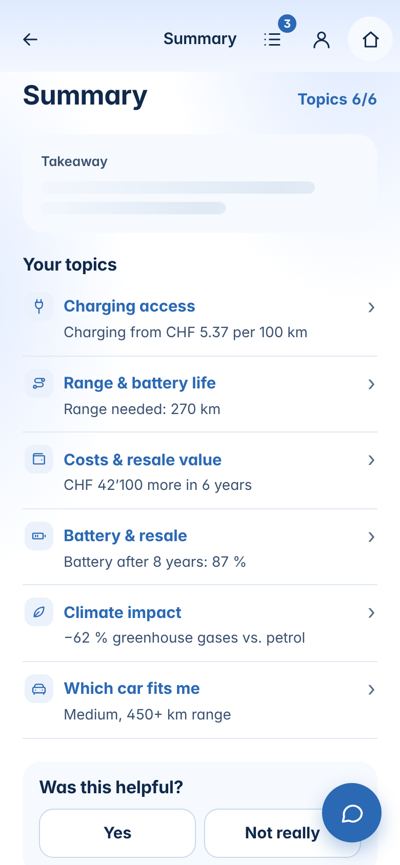 Summary
3
Summary
Topics 6/6
Takeaway
Your topics
Charging access
Charging from CHF 5.37 per 100 km
Range & battery life
Range needed: 270 km
Costs & resale value
CHF 42’100 more in 6 years
Battery & resale
Battery after 8 years: 87 %
Climate impact
−62 % greenhouse gases vs. petrol
Which car fits me
Medium, 450+ km range
Was this helpful?
Yes
Not really